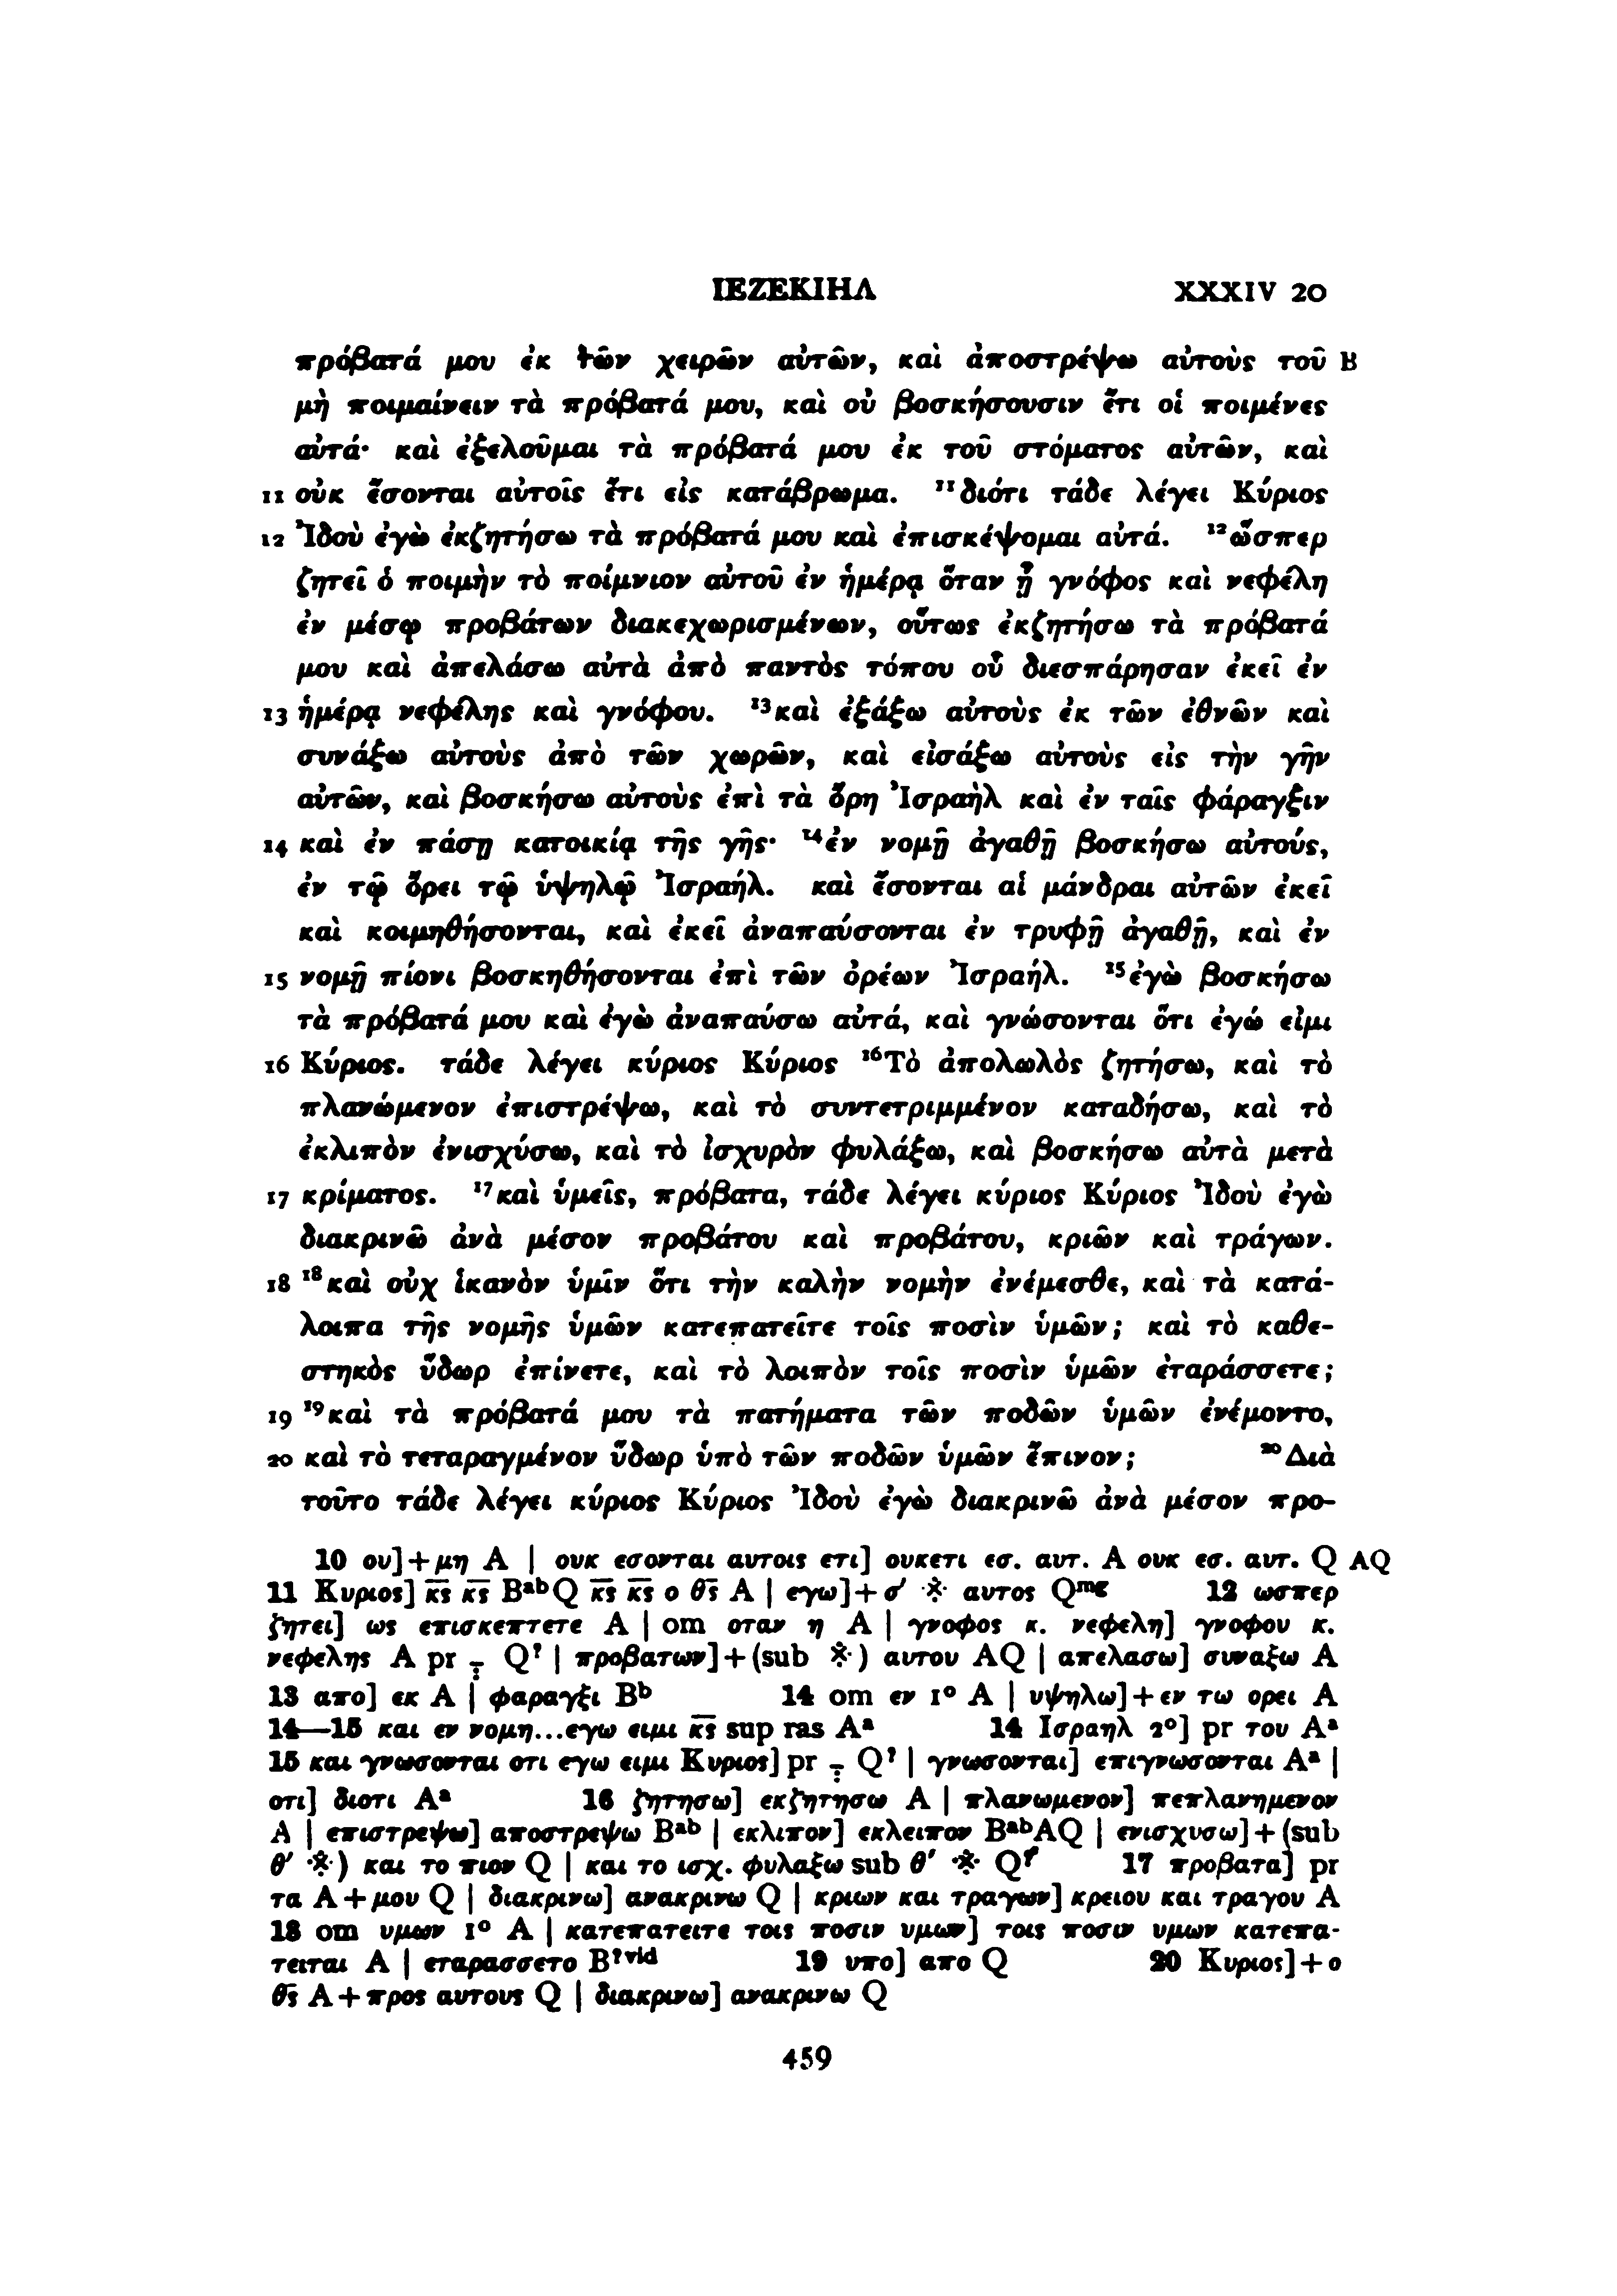 ΙΕΖΕΚΙΗΛ XXXIV 20
πρόβατά μου ἐκ τῶν χειρῶν αὐτῶν, καὶ ἀποστρέψω αὐτοὺς τοῦ B
μὴ ποιμαίνειν τὰ πρόβατά μου, καὶ οὐ βοσκήσουσιν ἔτι οἱ ποιμένες
αὐτά· καὶ ἐξελοῦμαι τὰ πρόβατά μου ἐκ τοῦ στόματος αὐτῶν, καὶ
11 οὐκ ἔσονται αὐτοῖς ἔτι εἰς κατάβρωμα. ¹¹διότι τάδε λέγει Κύριος
12 Ἰδοὺ ἐγὼ ἐκζητήσω τὰ πρόβατά μου καὶ ἐπισκέψομαι αὐτά. ¹²ὥσπερ
ζητεῖ ὁ ποιμὴν τὸ ποίμνιον αὐτοῦ ἐν ἡμέρᾳ ὅταν ᾖ γνόφος καὶ νεφέλη
ἐν μέσῳ προβάτων διακεχωρισμένων, οὕτως ἐκζητήσω τὰ πρόβατά
μου καὶ ἀπελάσω αὐτὰ ἀπὸ παντὸς τόπου οὗ διεσπάρησαν ἐκεῖ ἐν
13 ἡμέρᾳ νεφέλης καὶ γνόφου. ¹³καὶ ἐξάξω αὐτοὺς ἐκ τῶν ἐθνῶν καὶ
συνάξω αὐτοὺς ἀπὸ τῶν χωρῶν, καὶ εἰσάξω αὐτοὺς εἰς τὴν γῆν
αὐτῶν, καὶ βοσκήσω αὐτοὺς ἐπὶ τὰ ὄρη Ἰσραὴλ καὶ ἐν ταῖς φάραγξιν
14 καὶ ἐν πάσῃ κατοικίᾳ τῆς γῆς· ¹⁴ἐν νομῇ ἀγαθῇ βοσκήσω αὐτούς,
ἐν τῷ ὄρει τῷ ὑψηλῷ Ἰσραήλ. καὶ ἔσονται αἱ μάνδραι αὐτῶν ἐκεῖ
καὶ κοιμηθήσονται, καὶ ἐκεῖ ἀναπαύσονται ἐν τρυφῇ ἀγαθῇ, καὶ ἐν
15 νομῇ πίονι βοσκηθήσονται ἐπὶ τῶν ὀρέων Ἰσραήλ. ¹⁵ἐγὼ βοσκήσω
τὰ πρόβατά μου καὶ ἐγὼ ἀναπαύσω αὐτά, καὶ γνώσονται ὅτι ἐγώ εἰμι
16 Κύριος. τάδε λέγει κύριος Κύριος ¹⁶Τὸ ἀπολωλὸς ζητήσω, καὶ τὸ
πλανώμενον ἐπιστρέψω, καὶ τὸ συντετριμμένον καταδήσω, καὶ τὸ
ἐκλιπὸν ἐνισχύσω, καὶ τὸ ἰσχυρὸν φυλάξω, καὶ βοσκήσω αὐτὰ μετὰ
17 κρίματος. ¹⁷καὶ ὑμεῖς, πρόβατα, τάδε λέγει κύριος Κύριος Ἰδοὺ ἐγὼ
διακρινῶ ἀνὰ μέσον προβάτου καὶ προβάτου, κριῶν καὶ τράγων.
18 ¹⁸καὶ οὐχ ἱκανὸν ὑμῖν ὅτι τὴν καλὴν νομὴν ἐνέμεσθε, καὶ τὰ κατά-
λοιπα τῆς νομῆς ὑμῶν κατεπατεῖτε τοῖς ποσὶν ὑμῶν; καὶ τὸ καθε-
στηκὸς ὕδωρ ἐπίνετε, καὶ τὸ λοιπὸν τοῖς ποσὶν ὑμῶν ἐταράσσετε;
19 ¹⁹καὶ τὰ πρόβατά μου τὰ πατήματα τῶν ποδῶν ὑμῶν ἐνέμοντο,
20 καὶ τὸ τεταραγμένον ὕδωρ ὑπὸ τῶν ποδῶν ὑμῶν ἔπινον; ²⁰Διὰ
τοῦτο τάδε λέγει κύριος Κύριος Ἰδοὺ ἐγὼ διακρινῶ ἀνὰ μέσον προ-
10 ου]+μη A | ουκ εσονται αυτοις ετι] ουκετι εσ. αυτ. A ουκ εσ. αυτ. Q AQ
11 Κυριος] κ̅ς̅ κ̅ς̅ Bᵃᵇ Q κ̅ς̅ κ̅ς̅ ο θ̅ς̅ A | εγω]+σ′ ※ αυτος Qᵐᵍ 12 ωσπερ
ζητει] ως επισκεπτετε A | om οταν η A | γνοφος κ. νεφελη] γνοφου κ.
νεφελης A pr ⁒ Q? | προβατων]+(sub ※) αυτου AQ | απελασω] συναξω A
13 απο] εκ A | φαραγξι Bᵇ 14 om εν 1° A | υψηλω]+εν τω ορει A
14—15 και εν νομη...εγω ειμι κ̅ς̅ sup ras Aᵃ 14 Ισραηλ 2°] pr του Aᵃ
15 και γνωσονται οτι εγω ειμι Κυριος] pr ⁒ Q? | γνωσονται] επιγνωσονται Aᵃ |
οτι] διοτι Aᵃ 16 ζητησω] εκζητησω A | πλανωμενον] πεπλανημενον
A | επιστρεψω] αποστρεψω Bᵃᵇ | εκλιπον] εκλειπον BᵃᵇAQ | ενισχυσω]+(sub
θ′ ※) και το πιον Q | και το ισχ. φυλαξω sub θ′ ※ Q? 17 προβατα] pr
τα A+μου Q | διακρινω] ανακρινω Q | κριων και τραγων] κρειου και τραγου A
18 om υμων 1° A | κατεπατειτε τοις ποσιν υμων] τοις ποσιν υμων κατεπα-
τειται A | εταρασσετο B?ᵛⁱᵈ 19 υπο] απο Q 20 Κυριος]+ο
θ̅ς̅ A+προς αυτους Q | διακρινω] ανακρινω Q
459